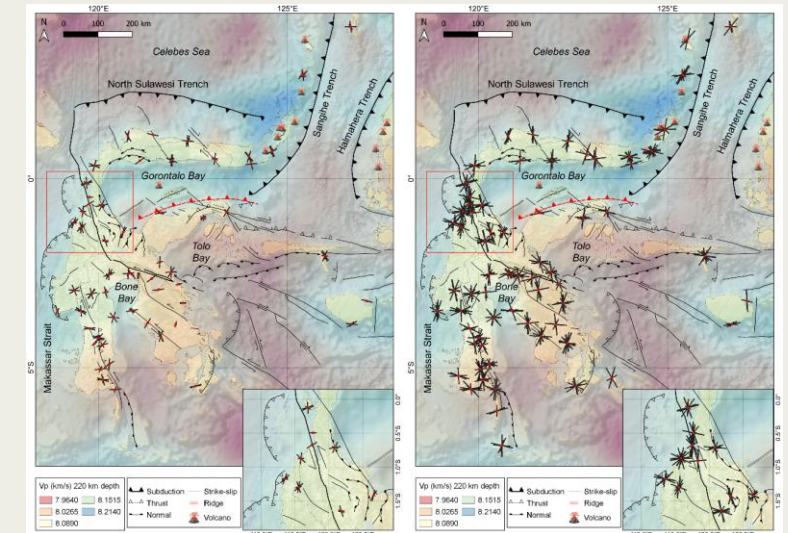 120°E
125°E
N
0
100
200 km
Celebes Sea
North Sulawesi Trench
Sangihe Trench
Halmahera Trench
0°
Gorontalo Bay
Tolo
Bay
Bone
Bay
Makassar Strait
5°S
0.0°
0.5°S
1.0°S
1.5°S
Vp (km/s) 220 km depth
7.9640
8.1515
8.0265
8.2140
8.0890
Subduction
Strike-slip
Thrust
Ridge
Normal
Volcano
120°E
125°E
N
0
100
200 km
Celebes Sea
North Sulawesi Trench
Sangihe Trench
Halmahera Trench
0°
Gorontalo Bay
Tolo
Bay
Bone
Bay
Makassar Strait
5°S
0.0°
0.5°S
1.0°S
1.5°S
Vp (km/s) 220 km depth
7.9640
8.1515
8.0265
8.2140
8.0890
Subduction
Strike-slip
Thrust
Ridge
Normal
Volcano